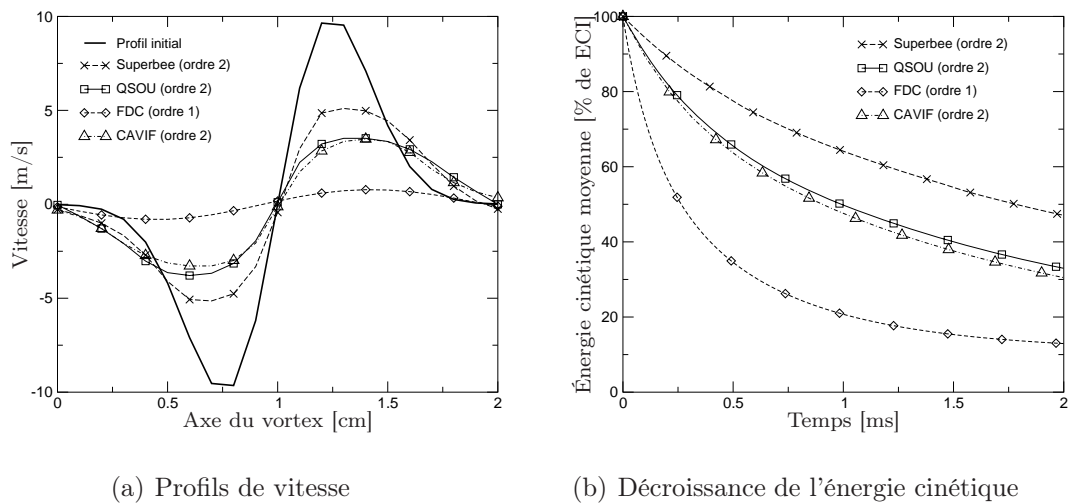 10
5
0
-5
-10
Vitesse [m/s]
Profil initial
Superbee (ordre 2)
QSOU (ordre 2)
FDC (ordre 1)
CAVIF (ordre 2)
0 0.5 1 1.5 2
Axe du vortex [cm]
(a) Profils de vitesse
100
80
60
40
20
0
Énergie cinétique moyenne [% de ECI]
Superbee (ordre 2)
QSOU (ordre 2)
FDC (ordre 1)
CAVIF (ordre 2)
0 0.5 1 1.5 2
Temps [ms]
(b) Décroissance de l'énergie cinétique